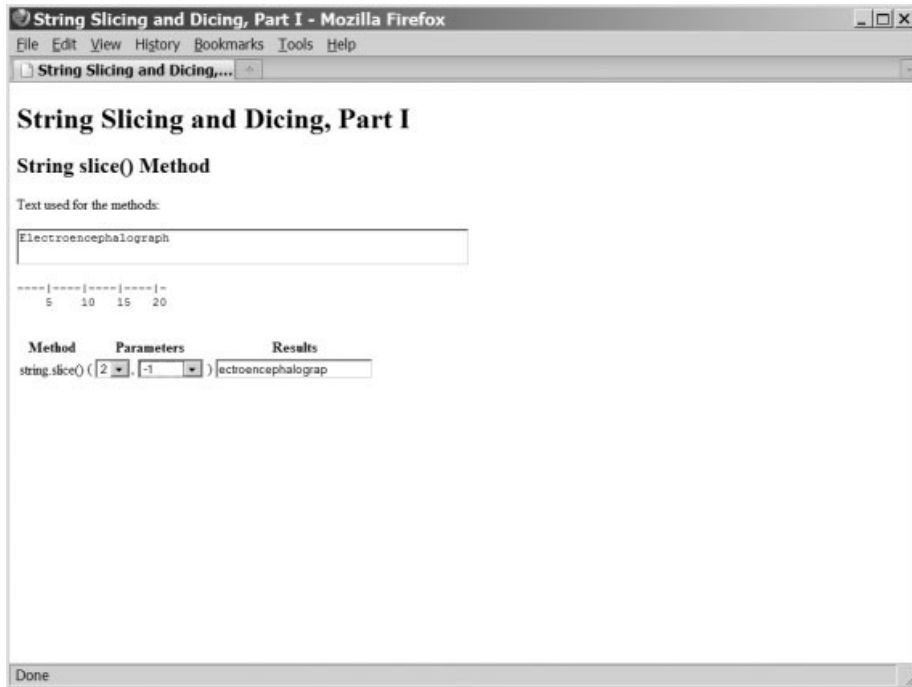 String Slicing and Dicing, Part I - Mozilla Firefox
File Edit View History Bookmarks Tools Help
String Slicing and Dicing,...
String Slicing and Dicing, Part I
String slice() Method
Text used for the methods:
Electroencephalograph
----|----|----|----|-
5 10 15 20
Method Parameters Results
string.slice() ( 2 , -1 ) ectroencephalograp
Done